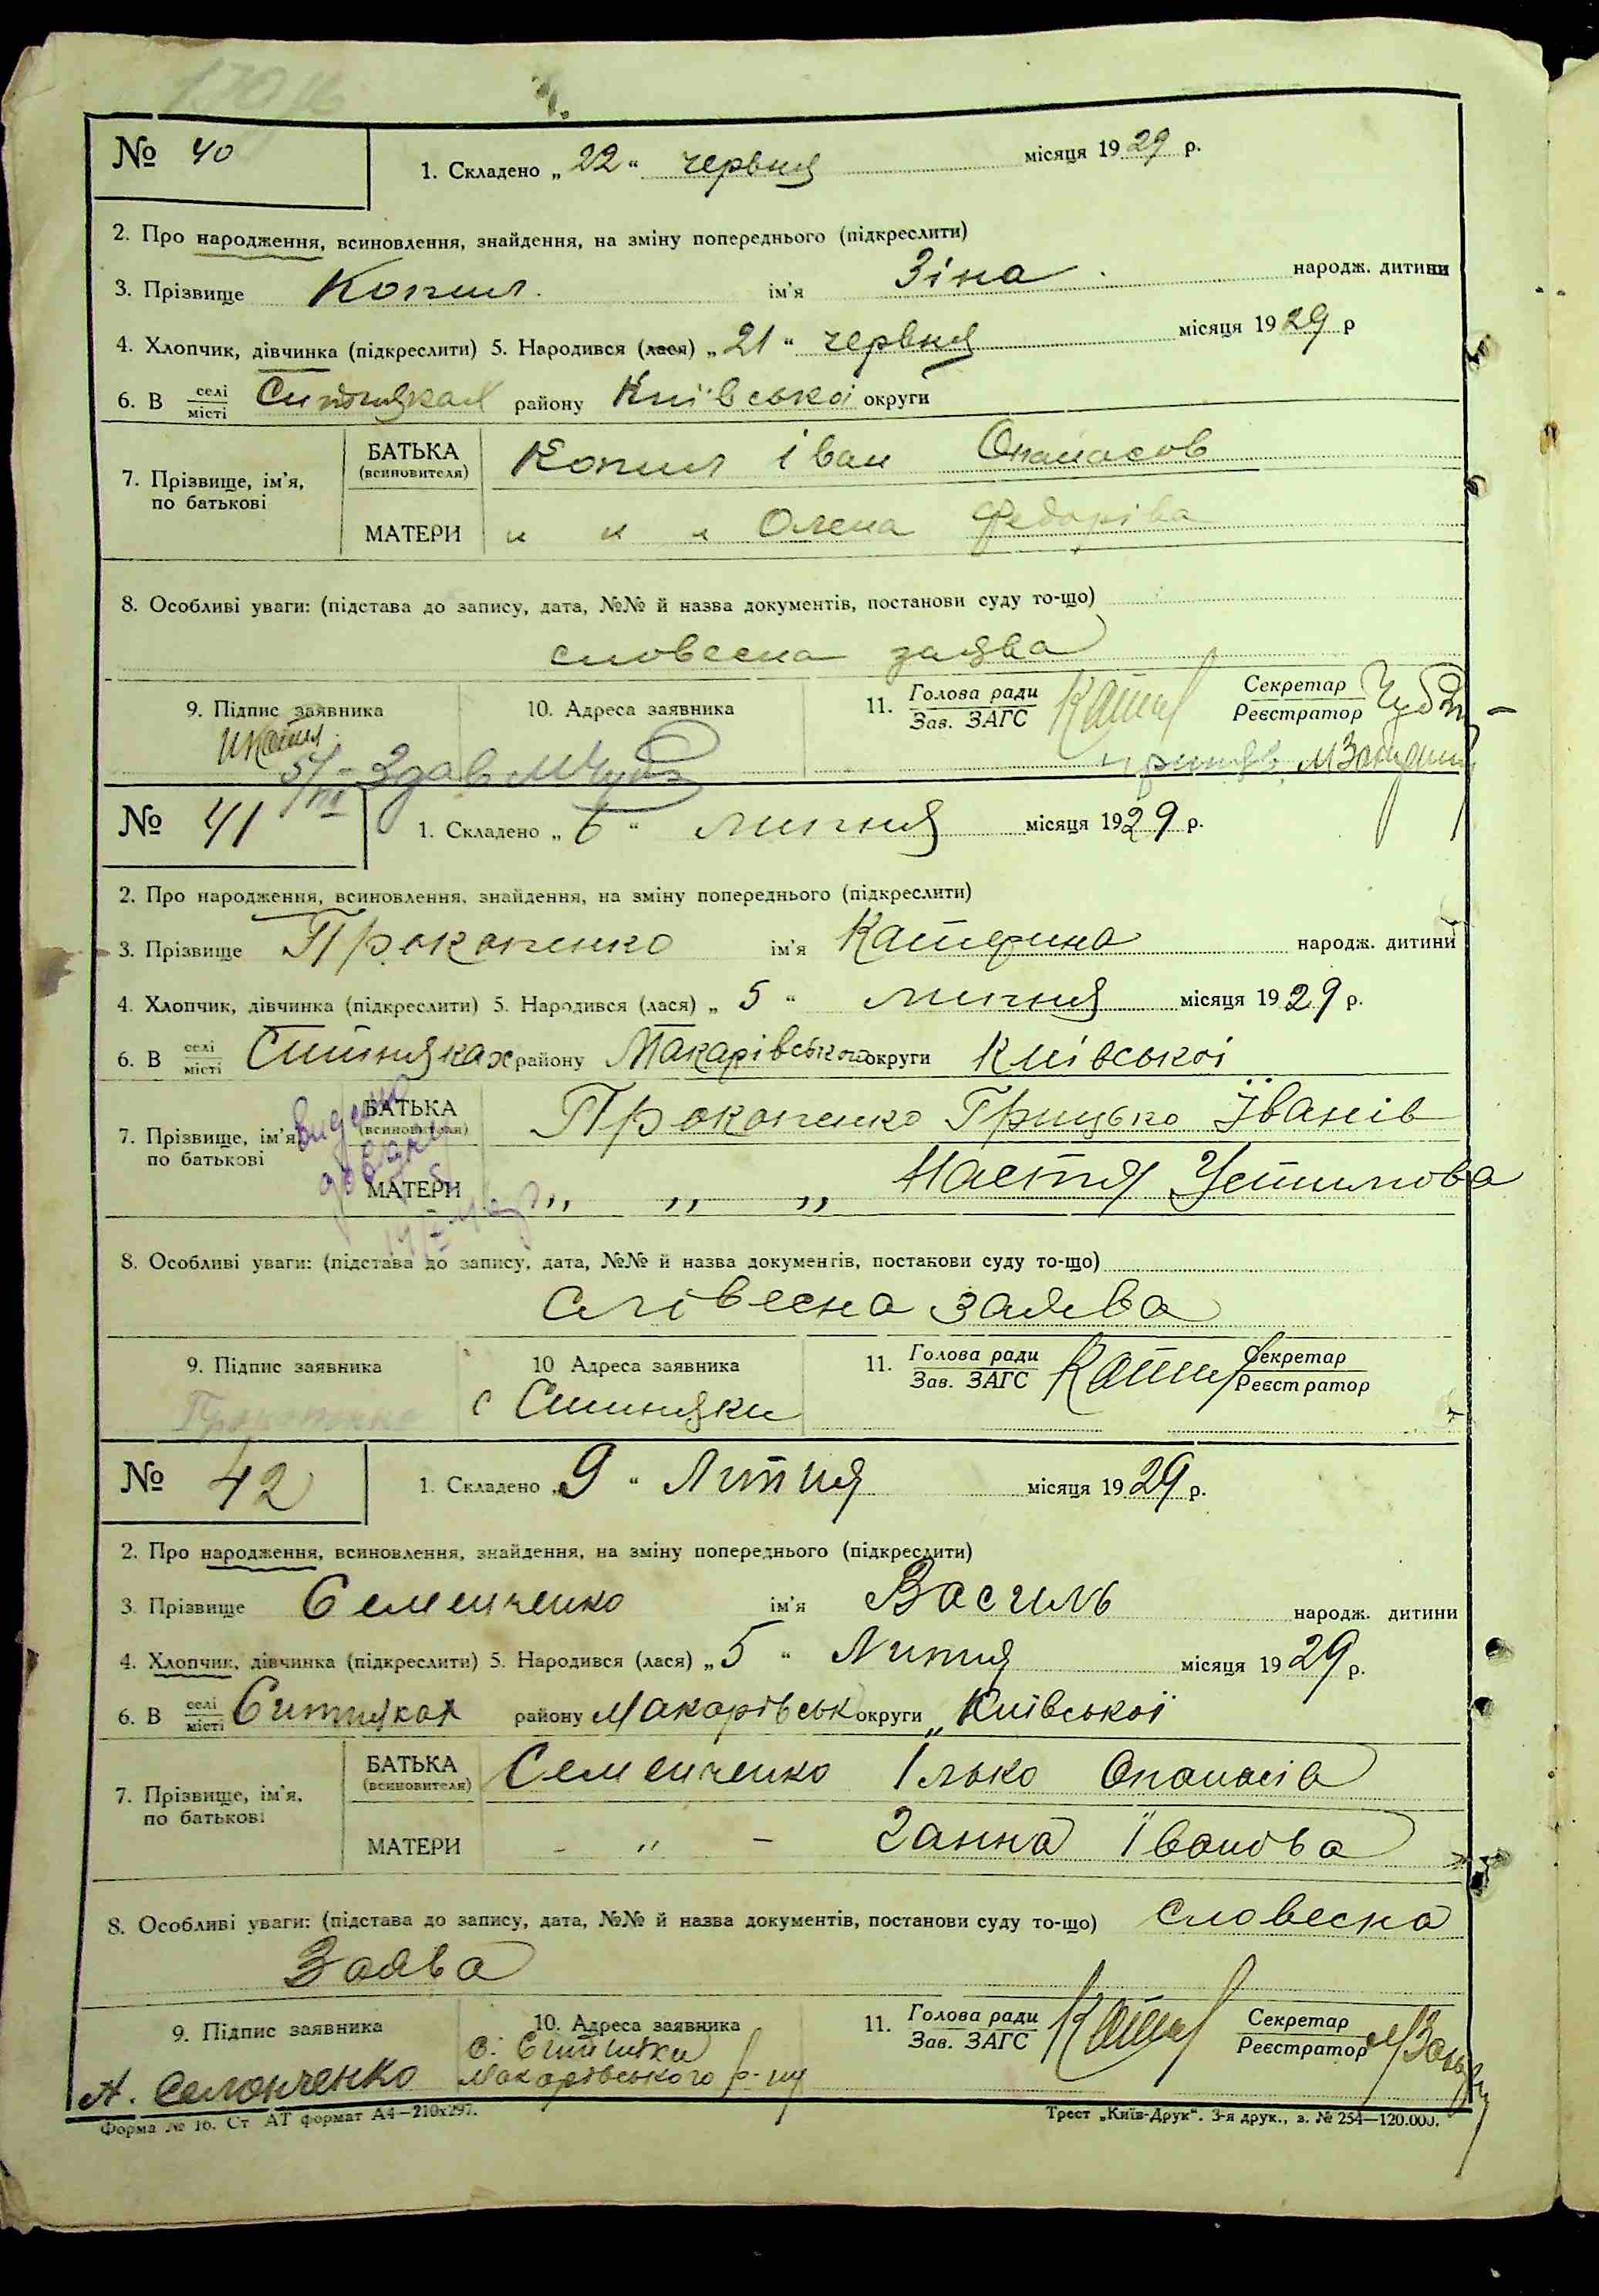 № 40
1. Складено „22“ червня місяця 1929 р.
2. Про народження, всиновлення, знайдення, на зміну попереднього (підкреслити)
3. Прізвище Копил ім'я Зіна народж. дитини
4. Хлопчик, дівчинка (підкреслити) 5. Народився (лася) „21“ червня місяця 1929 р
6. В селі місті Ситняках району Київської округи
7. Прізвище, ім'я, по батькові
БАТЬКА (всиновителя) Копил Іван Опанасов
МАТЕРИ „ „ „ Олена Федорівна
8. Особливі уваги: (підстава до запису, дата, №№ й назва документів, постанови суду то-що)
словесна заява
9. Підпис заявника 10. Адреса заявника 11. Голова ради Зав. ЗАГС Секретар Реєстратор
Здав
№ 41
1. Складено „6“ липня місяця 1929 р.
2. Про народження, всиновлення, знайдення, на зміну попереднього (підкреслити)
3. Прізвище Прокопенко ім'я Катерина народж. дитини
4. Хлопчик, дівчинка (підкреслити) 5. Народився (лася) „5“ липня місяця 1929 р.
6. В селі місті Ситняках району Макарівського округи Київської
7. Прізвище, ім'я по батькові
БАТЬКА (всиновителя) Прокопенко Грицько Їванів
МАТЕРИ „ „ „ Настя Устимова
8. Особливі уваги: (підстава до запису, дата, №№ й назва документів, постанови суду то-що)
слівесна заява
9. Підпис заявника 10 Адреса заявника 11. Голова ради Зав. ЗАГС Секретар Реєстратор
Прокопенко с Ситняки
№ 42
1. Складено „9“ Липня місяця 1929 р.
2. Про народження, всиновлення, знайдення, на зміну попереднього (підкреслити)
3. Прізвище Семенченко ім'я Василь народж. дитини
4. Хлопчик, дівчинка (підкреслити) 5. Народився (лася) „5“ Липня місяця 1929 р.
6. В селі місті Ситняках району Макарівськ округи „Київської
7. Прізвище, ім'я, по батькові
БАТЬКА (всиновителя) Семенченко Ілько Опанасів
МАТЕРИ - „ - Ганна Їванова
8. Особливі уваги: (підстава до запису, дата, №№ й назва документів, постанови суду то-що) словесна
Заява
9. Підпис заявника 10. Адреса заявника 11. Голова ради Зав. ЗАГС Секретар Реєстратор
с. Ситняки
Макарівського р-ну
Форма № 16. Ст АТ формат А4—210х297.
Трест „Київ-Друк“. 3-я друк., з. № 254—120.000.